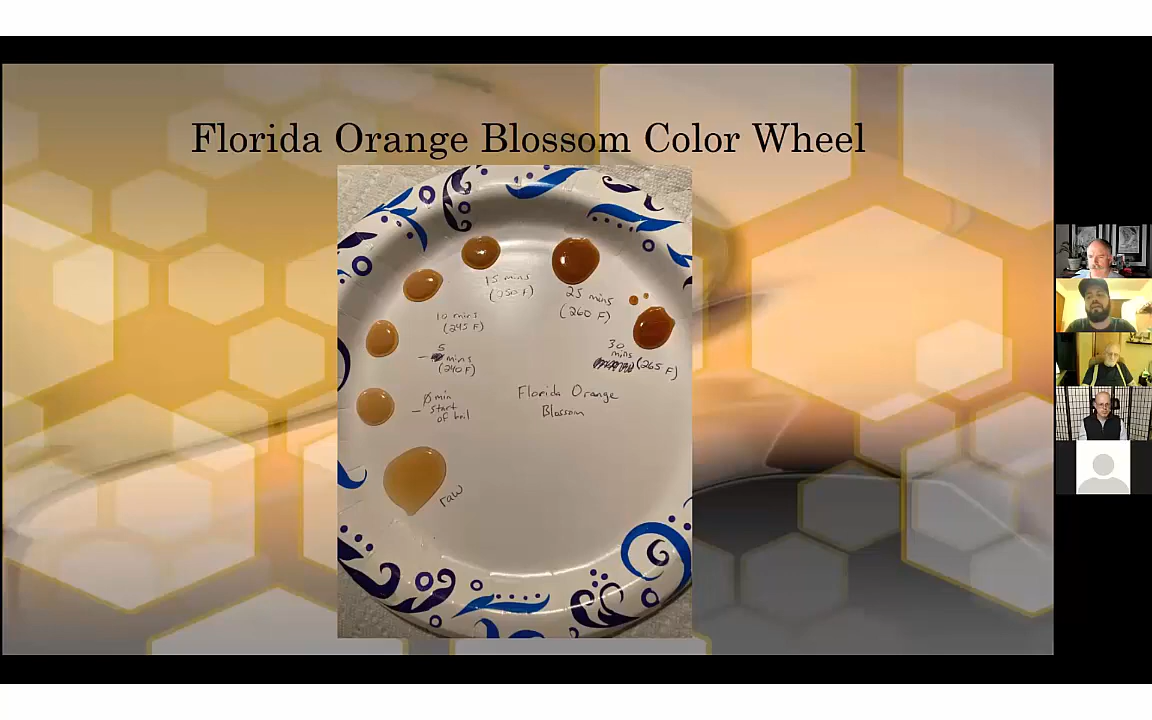 Florida Orange Blossom Color Wheel
15 mins
(250 F)
25 mins
(260 F)
10 mins
(245 F)
30
mins
(265 F)
5
mins
(240 F)
0 min
start
of boil
Florida Orange
Blossom
raw